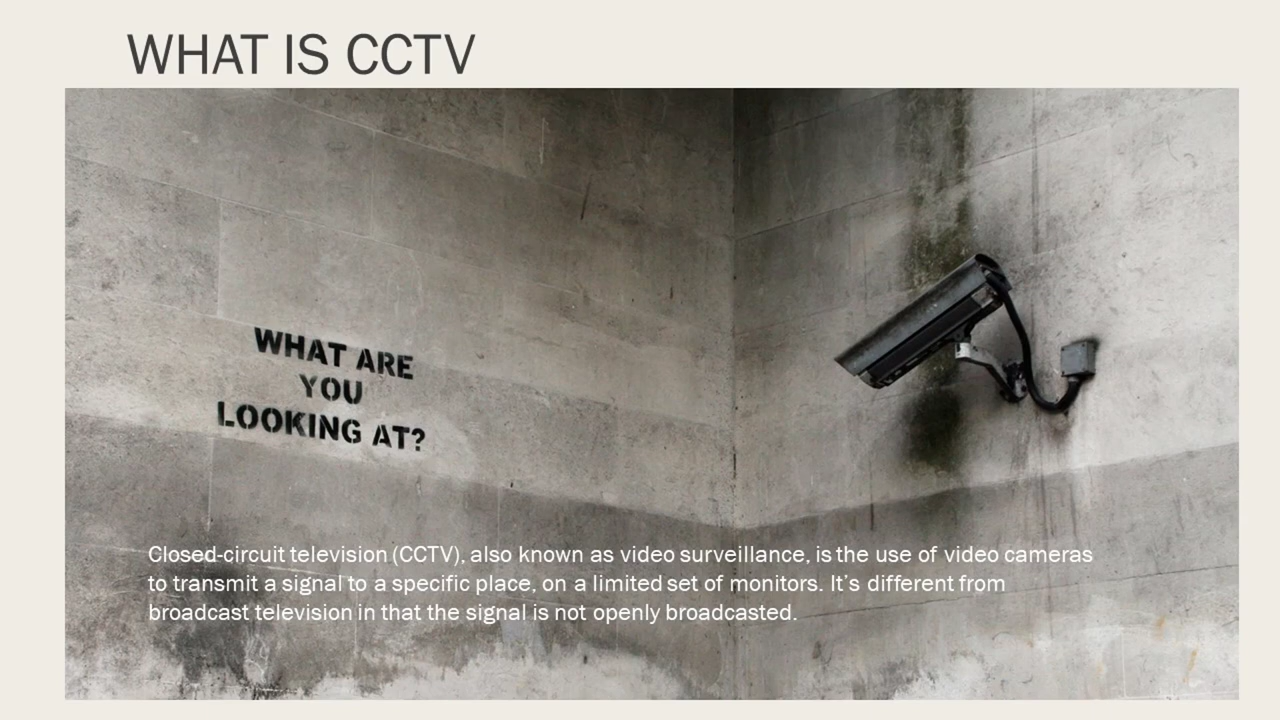 WHAT IS CCTV
WHAT ARE
YOU
LOOKING AT?
Closed-circuit television (CCTV), also known as video surveillance, is the use of video cameras
to transmit a signal to a specific place, on a limited set of monitors. It’s different from
broadcast television in that the signal is not openly broadcasted.